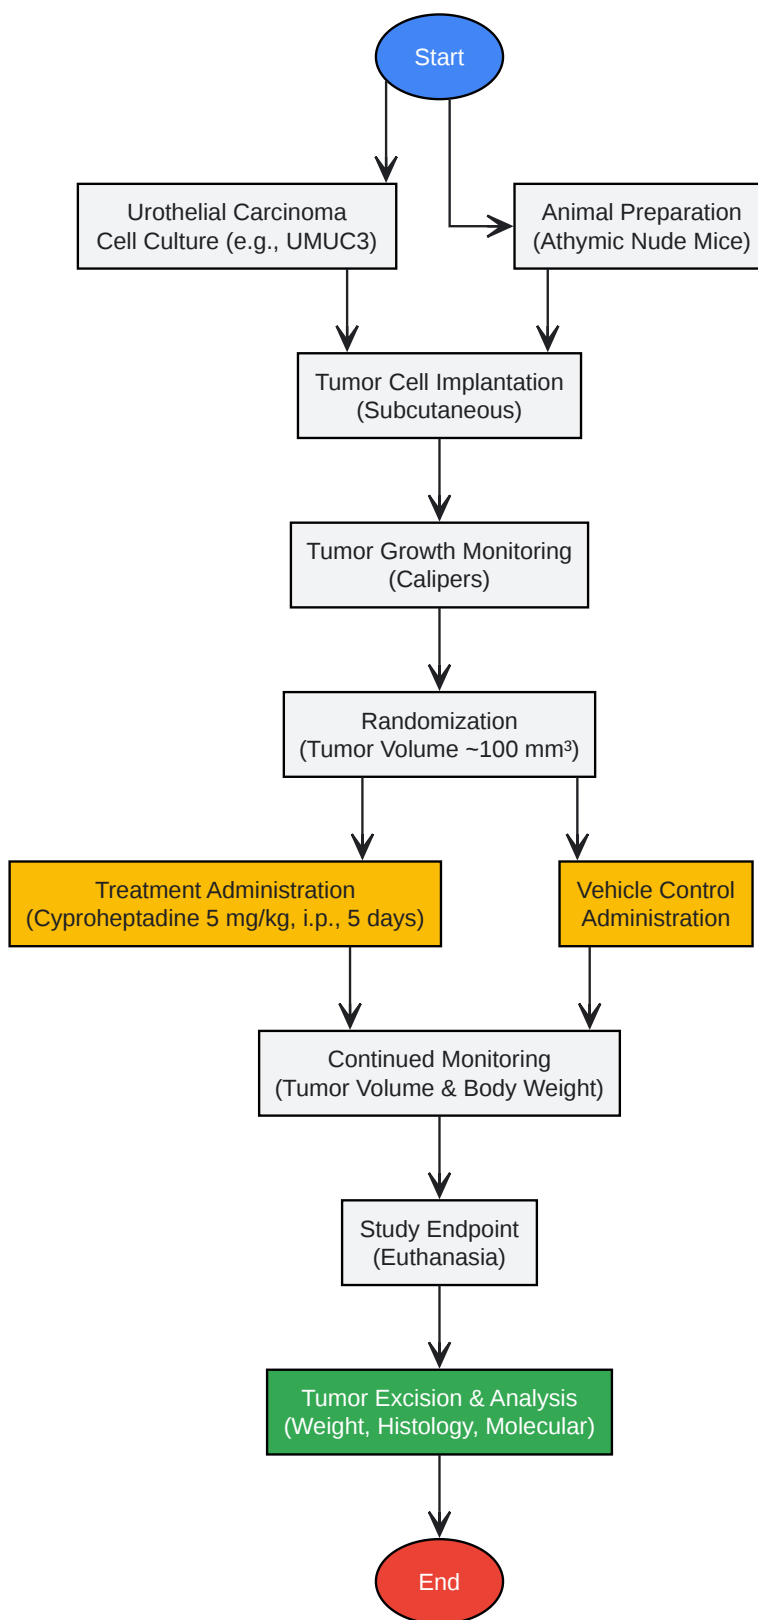 Start
Urothelial Carcinoma
Cell Culture (e.g., UMUC3)
Animal Preparation
(Athymic Nude Mice)
Tumor Cell Implantation
(Subcutaneous)
Tumor Growth Monitoring
(Calipers)
Randomization
(Tumor Volume ~100 mm³)
Treatment Administration
(Cyproheptadine 5 mg/kg, i.p., 5 days)
Vehicle Control
Administration
Continued Monitoring
(Tumor Volume & Body Weight)
Study Endpoint
(Euthanasia)
Tumor Excision & Analysis
(Weight, Histology, Molecular)
End